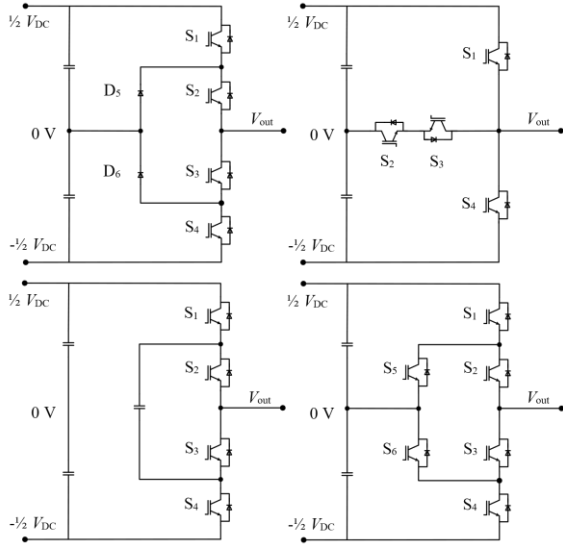 ½ VDC
S1
D5
S2
0 V
Vout
D6
S3
S4
-½ VDC
½ VDC
S1
0 V
Vout
S2
S3
S4
-½ VDC
½ VDC
S1
S2
0 V
Vout
S3
S4
-½ VDC
½ VDC
S1
S5
S2
0 V
Vout
S6
S3
S4
-½ VDC